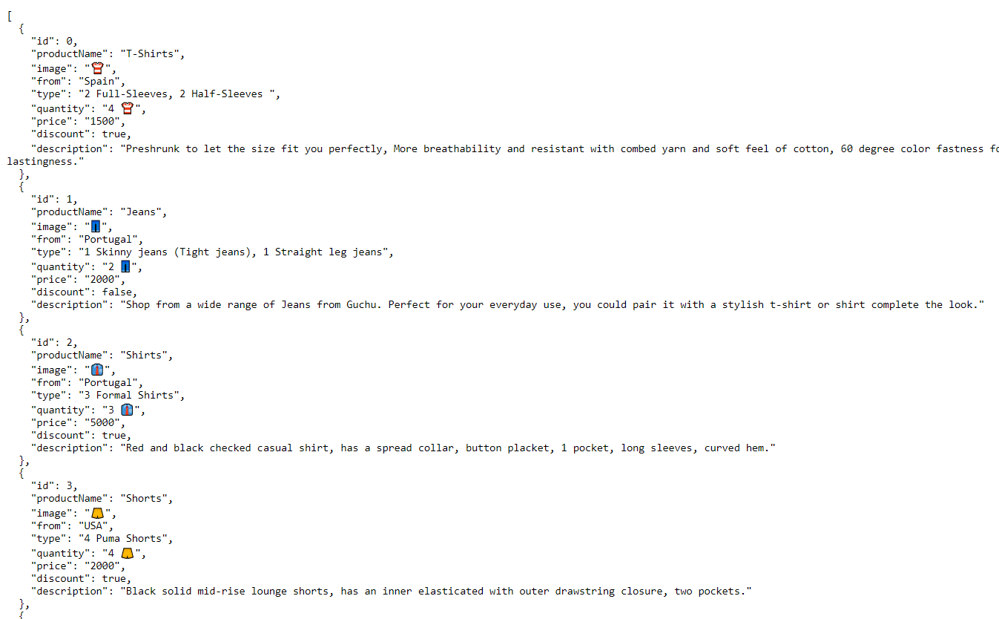 [
  {
    "id": 0,
    "productName": "T-Shirts",
    "image": "🎽",
    "from": "Spain",
    "type": "2 Full-Sleeves, 2 Half-Sleeves ",
    "quantity": "4 🎽",
    "price": "1500",
    "discount": true,
    "description": "Preshrunk to let the size fit you perfectly, More breathability and resistant with combed yarn and soft feel of cotton, 60 degree color fastness
lastingness."
  },
  {
    "id": 1,
    "productName": "Jeans",
    "image": "👖",
    "from": "Portugal",
    "type": "1 Skinny jeans (Tight jeans), 1 Straight leg jeans",
    "quantity": "2 👖",
    "price": "2000",
    "discount": false,
    "description": "Shop from a wide range of Jeans from Guchu. Perfect for your everyday use, you could pair it with a stylish t-shirt or shirt complete the look."
  },
  {
    "id": 2,
    "productName": "Shirts",
    "image": "👔",
    "from": "Portugal",
    "type": "3 Formal Shirts",
    "quantity": "3 👔",
    "price": "5000",
    "discount": true,
    "description": "Red and black checked casual shirt, has a spread collar, button placket, 1 pocket, long sleeves, curved hem."
  },
  {
    "id": 3,
    "productName": "Shorts",
    "image": "🩳",
    "from": "USA",
    "type": "4 Puma Shorts",
    "quantity": "4 🩳",
    "price": "2000",
    "discount": true,
    "description": "Black solid mid-rise lounge shorts, has an inner elasticated with outer drawstring closure, two pockets."
  },
  {